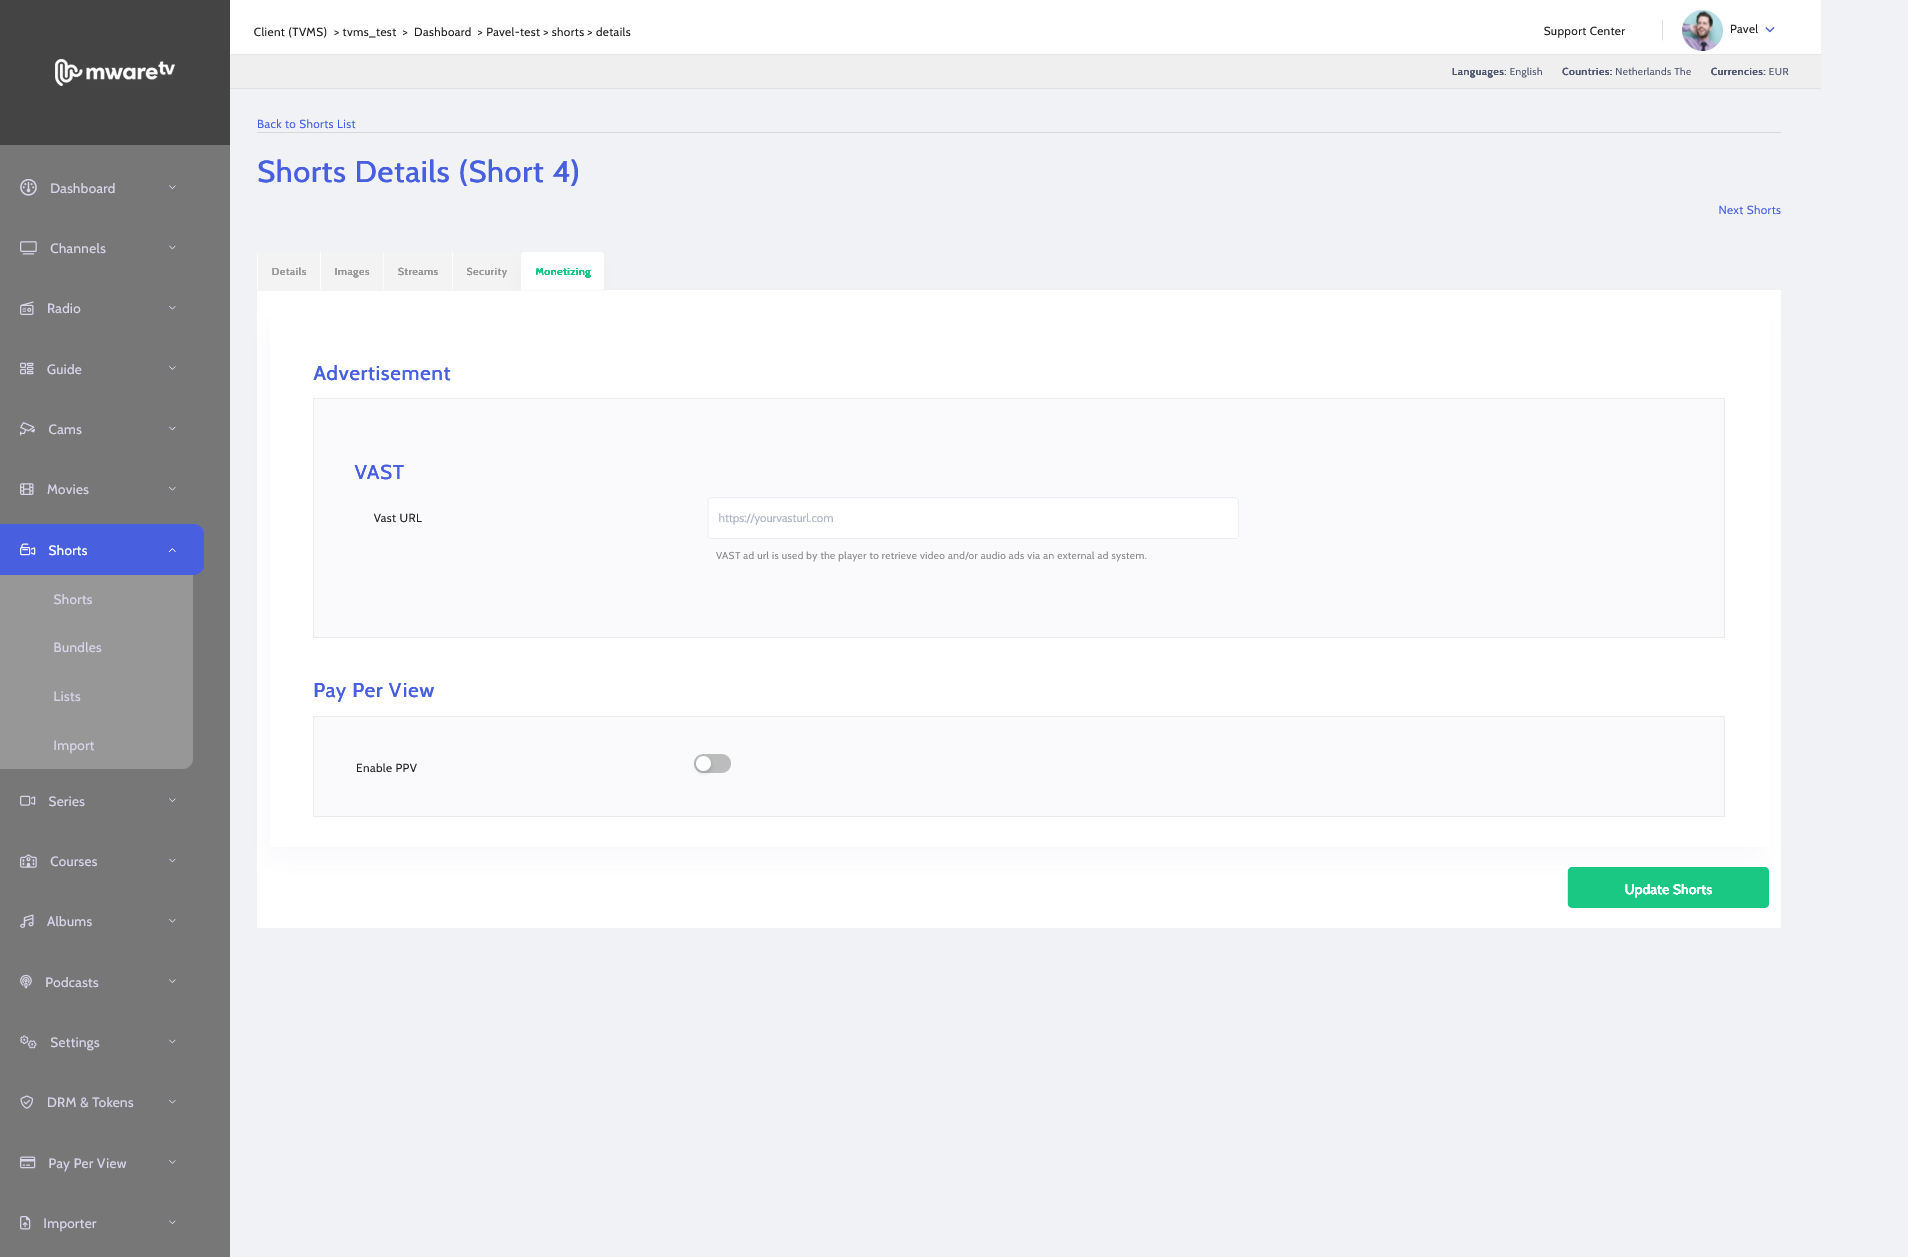 mwaretv
Client (TVMS) > tvms_test > Dashboard > Pavel-test > shorts > details
Support Center
Pavel
Languages: English Countries: Netherlands The Currencies: EUR
Back to Shorts List
Shorts Details (Short 4)
Next Shorts
Details Images Streams Security Monetizing
Advertisement
VAST
Vast URL
https://yourvasturl.com
VAST ad url is used by the player to retrieve video and/or audio ads via an external ad system.
Pay Per View
Enable PPV
Update Shorts
Dashboard
Channels
Radio
Guide
Cams
Movies
Shorts
Shorts
Bundles
Lists
Import
Series
Courses
Albums
Podcasts
Settings
DRM & Tokens
Pay Per View
Importer